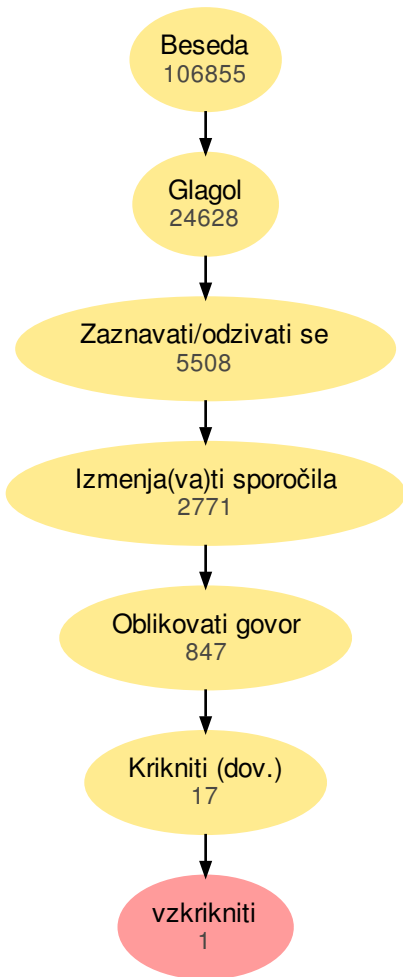 Beseda
106855
Glagol
24628
Zaznavati/odzivati se
5508
Izmenja(va)ti sporočila
2771
Oblikovati govor
847
Krikniti (dov.)
17
vzkrikniti
1